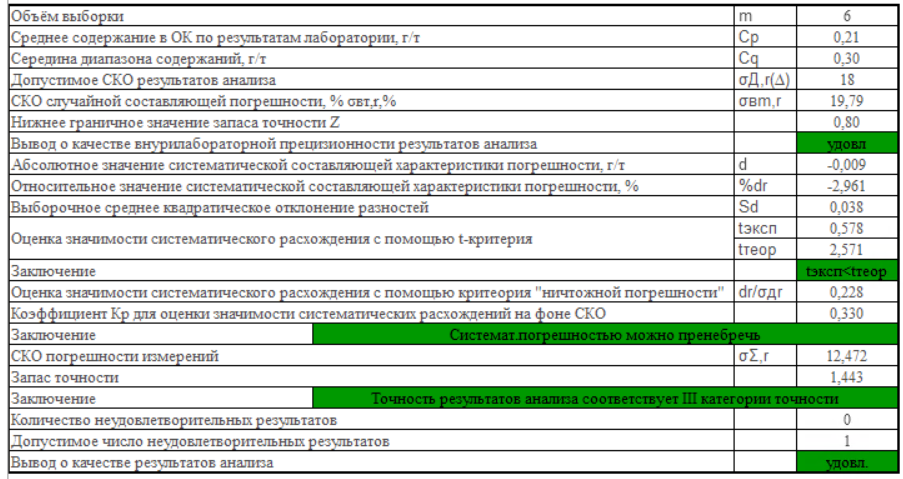 Объём выборки m 6
Среднее содержание в ОК по результатам лаборатории, г/т Ср 0,21
Середина диапазона содержаний, г/т Cq 0,30
Допустимое СКО результатов анализа σД,r(Δ) 18
СКО случайной составляющей погрешности, % σвт,r,% σвm,r 19,79
Нижнее граничное значение запаса точности Z 0,80
Вывод о качестве внурилабораторной прецизионности результатов анализа удовл
Абсолютное значение систематической составляющей характеристики погрешности, г/т d -0,009
Относительное значение систематической составляющей характеристики погрешности, % %dr -2,961
Выборочное среднее квадратическое отклонение разностей Sd 0,038
Оценка значимости систематического расхождения с помощью t-критерия tэксп 0,578
tтеор 2,571
Заключение tэксп<tтеор
Оценка значимости систематического расхождения с помощью критеория "ничтожной погрешности" dr/σдr 0,228
Коэффициент Кр для оценки значимости систематических расхождений на фоне СКО 0,330
Заключение Системат.погрешностью можно пренебречь
СКО погрешности измерений σΣ,r 12,472
Запас точности 1,443
Заключение Точность результатов анализа соответствует III категории точности
Количество неудовлетворительных результатов 0
Допустимое число неудовлетворительных результатов 1
Вывод о качестве результатов анализа удовл.